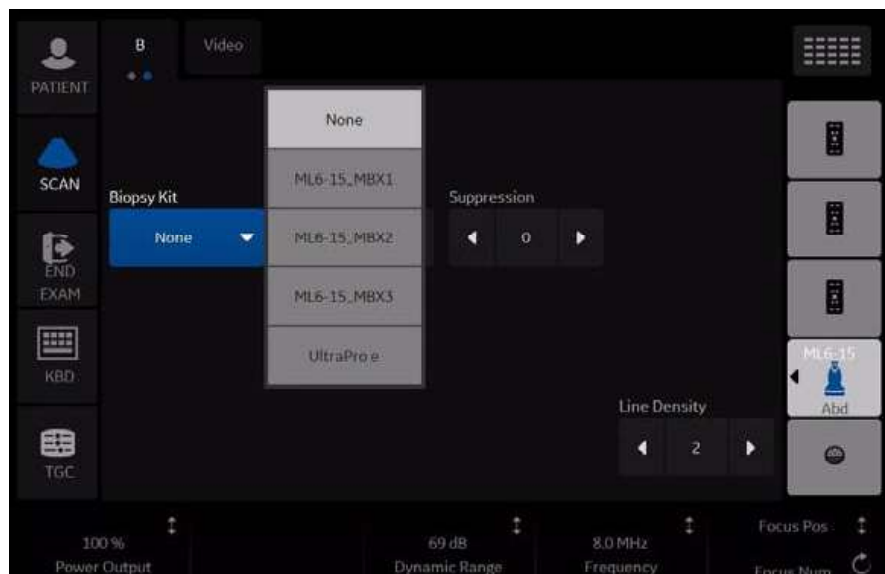 B
Video
PATIENT
None
ML6-15_MBX1
SCAN
Biopsy Kit
Suppression
None
ML6-15_MBX2
0
END
EXAM
ML6-15_MBX3
ML6-15
UltraPro e
KBD
Abd
Line Density
2
TGC
100 %
69 dB
8.0 MHz
Focus Pos
Power Output
Dynamic Range
Frequency
Focus Num